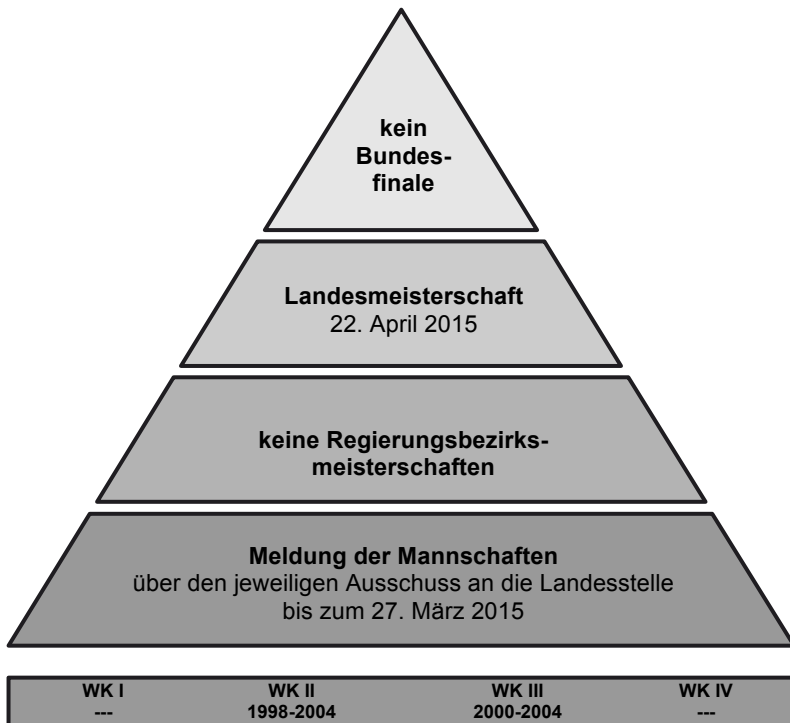 kein
Bundes-
finale
Landesmeisterschaft
22. April 2015
keine Regierungsbezirks-
meisterschaften
Meldung der Mannschaften
über den jeweiligen Ausschuss an die Landesstelle
bis zum 27. März 2015
WK I WK II WK III WK IV
--- 1998-2004 2000-2004 ---